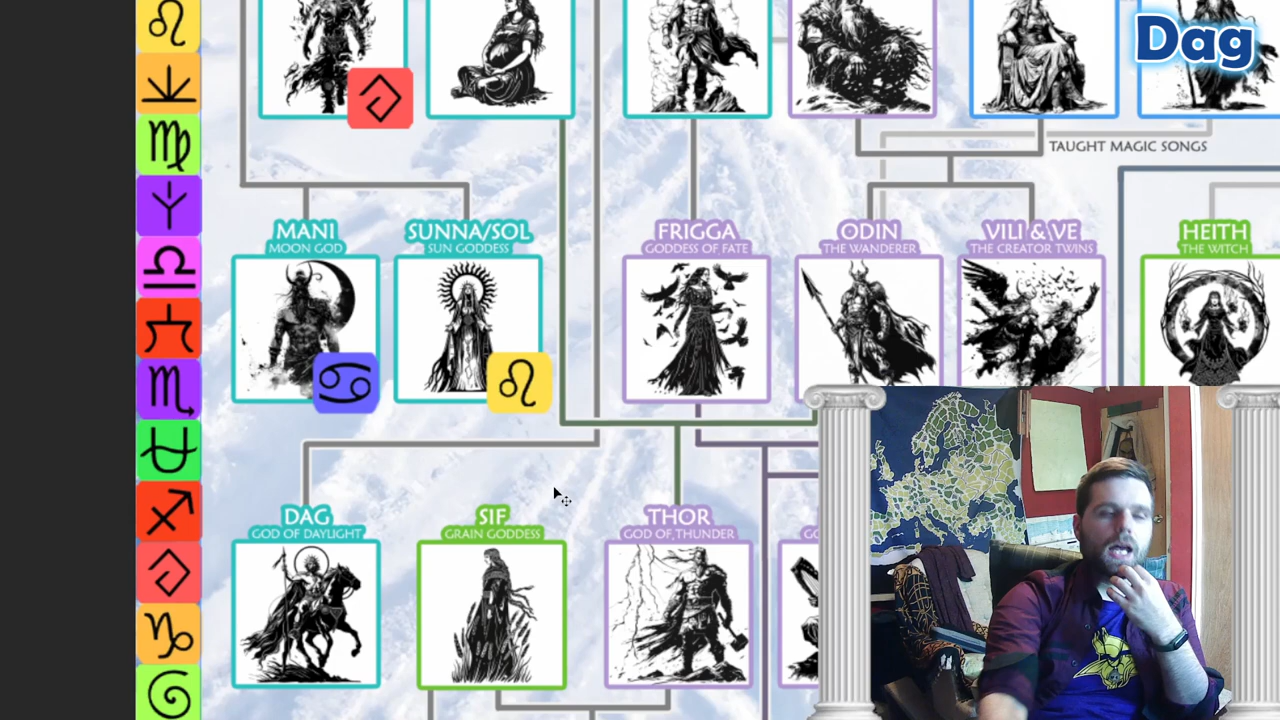 Dag
TAUGHT MAGIC SONGS
MANI
MOON GOD
SUNNA/SOL
SUN GODDESS
FRIGGA
GODDESS OF FATE
ODIN
THE WANDERER
VILI & VE
THE CREATOR TWINS
HEITH
THE WITCH
DAG
GOD OF DAYLIGHT
SIF
GRAIN GODDESS
THOR
GOD OF THUNDER